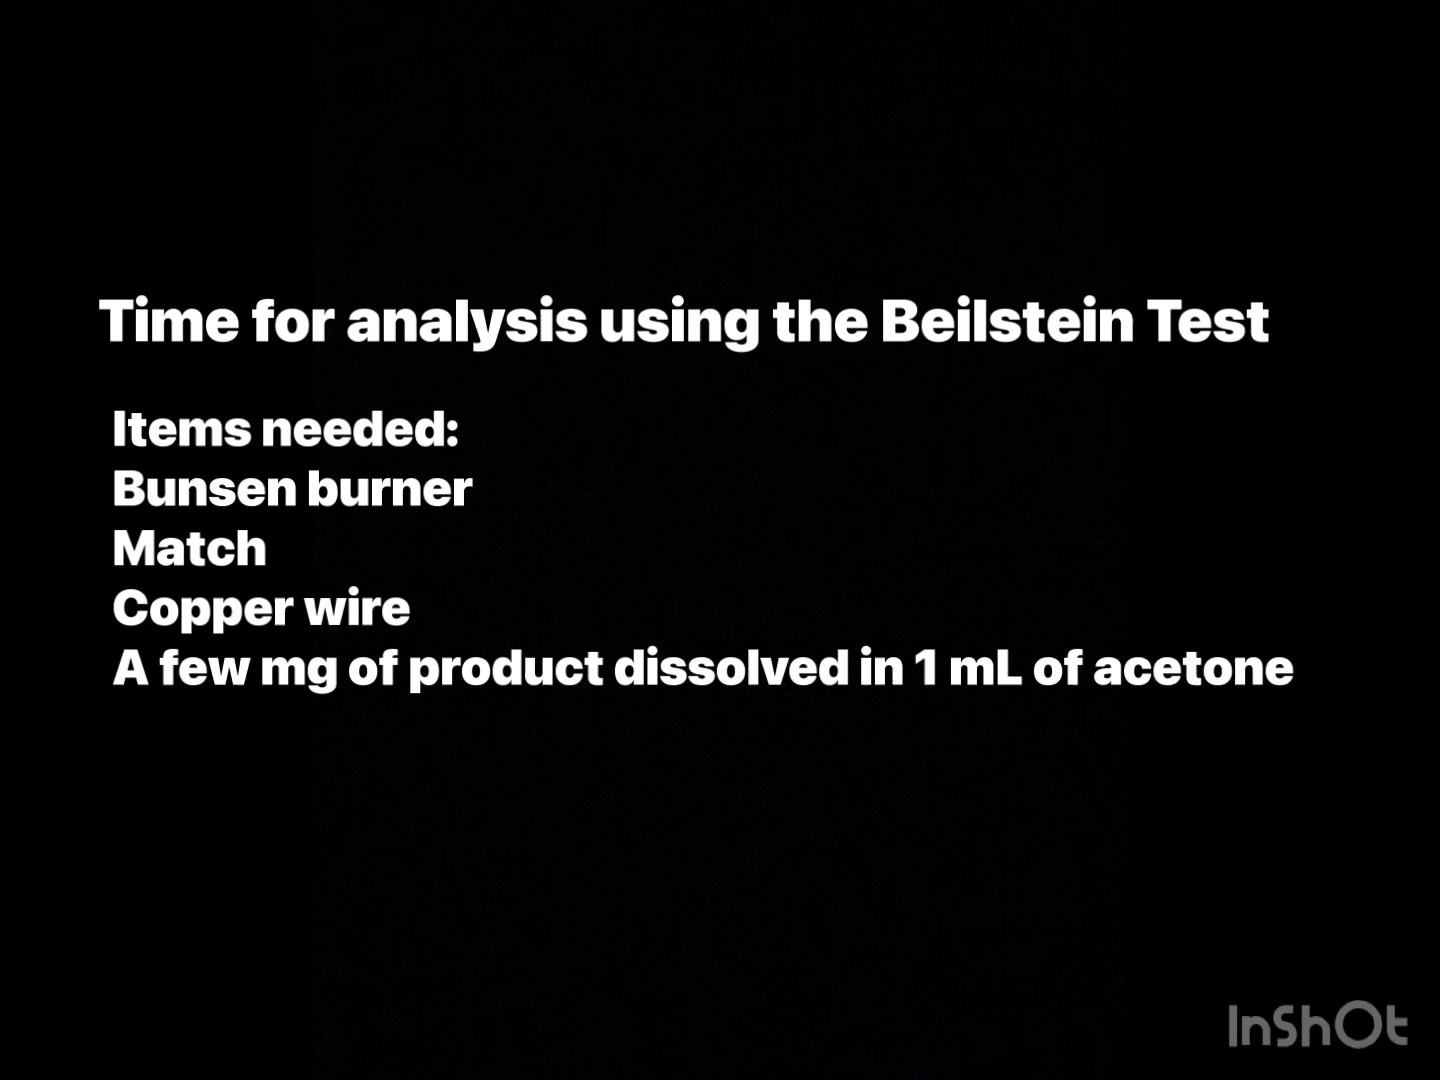 Time for analysis using the Beilstein Test
Items needed:
Bunsen burner
Match
Copper wire
A few mg of product dissolved in 1 mL of acetone
InShOt